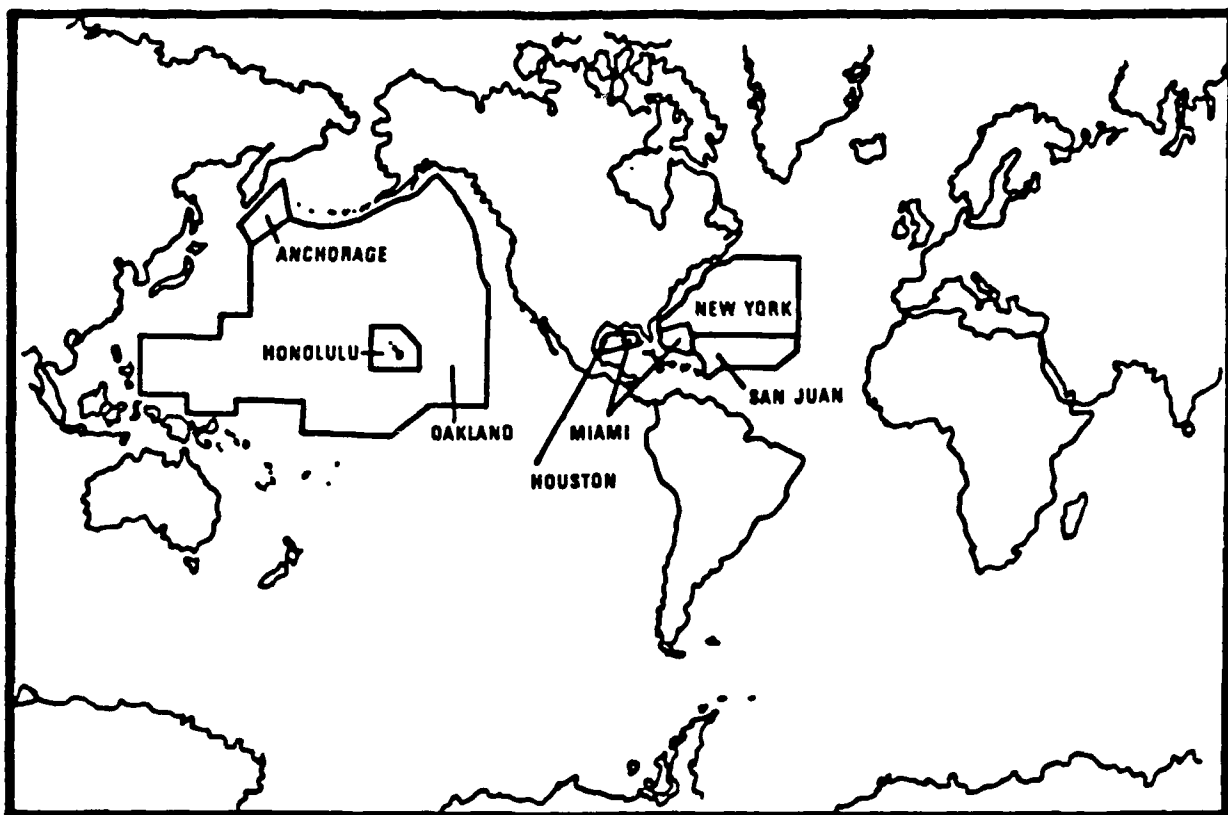 ANCHORAGE
NEW YORK
HONOLULU
SAN JUAN
OAKLAND
MIAMI
HOUSTON